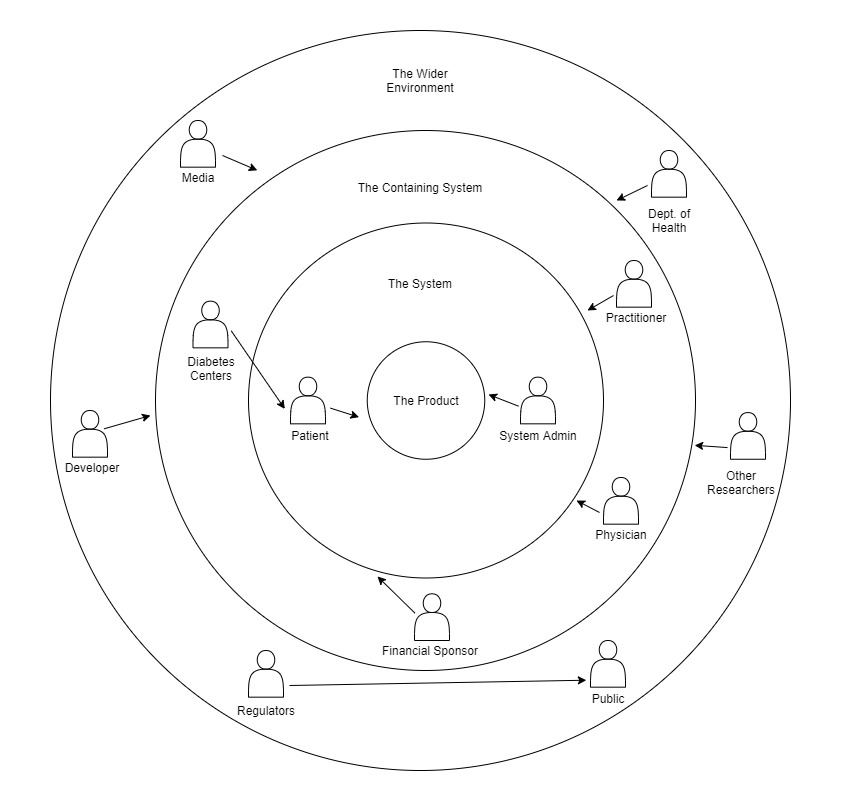 The Wider
Environment
Media
The Containing System
Dept. of
Health
The System
Practitioner
Diabetes
Centers
The Product
Patient
System Admin
Developer
Other
Researchers
Physician
Financial Sponsor
Public
Regulators